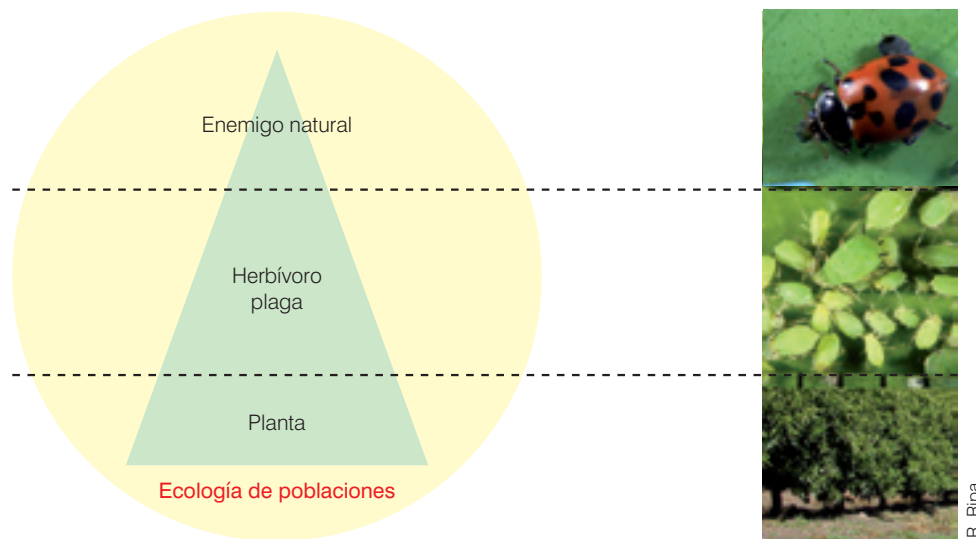 Enemigo natural
Herbívoro
plaga
Planta
Ecología de poblaciones
R. Ripa